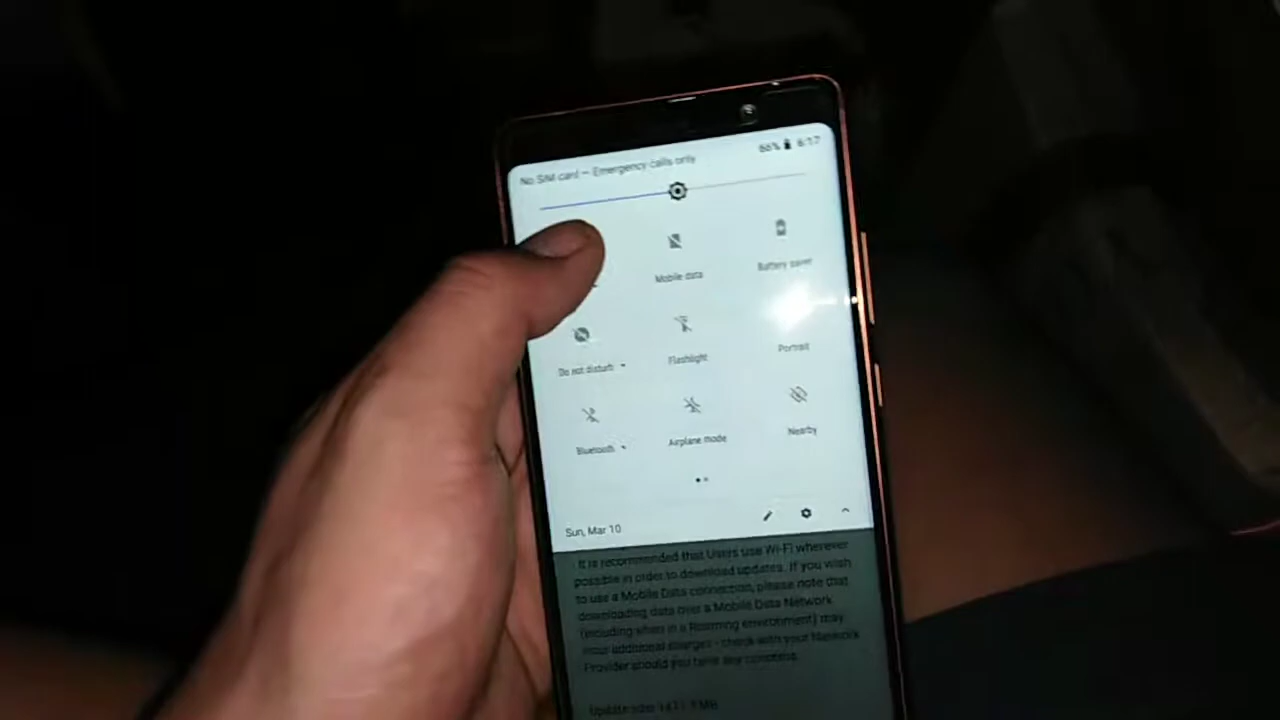 No SIM card — Emergency calls only
66% 6:17
Mobile data
Battery saver
Do not disturb
Flashlight
Portrait
Bluetooth
Airplane mode
Nearby
Sun, Mar 10
It is recommended that Users use Wi-Fi wherever
possible in order to download updates. If you wish
to use a Mobile Data connection, please note that
downloading data over a Mobile Data Network
(including when in a Roaming environment) may
incur additional charges - check with your Network
Provider should you have any concerns.
Update size